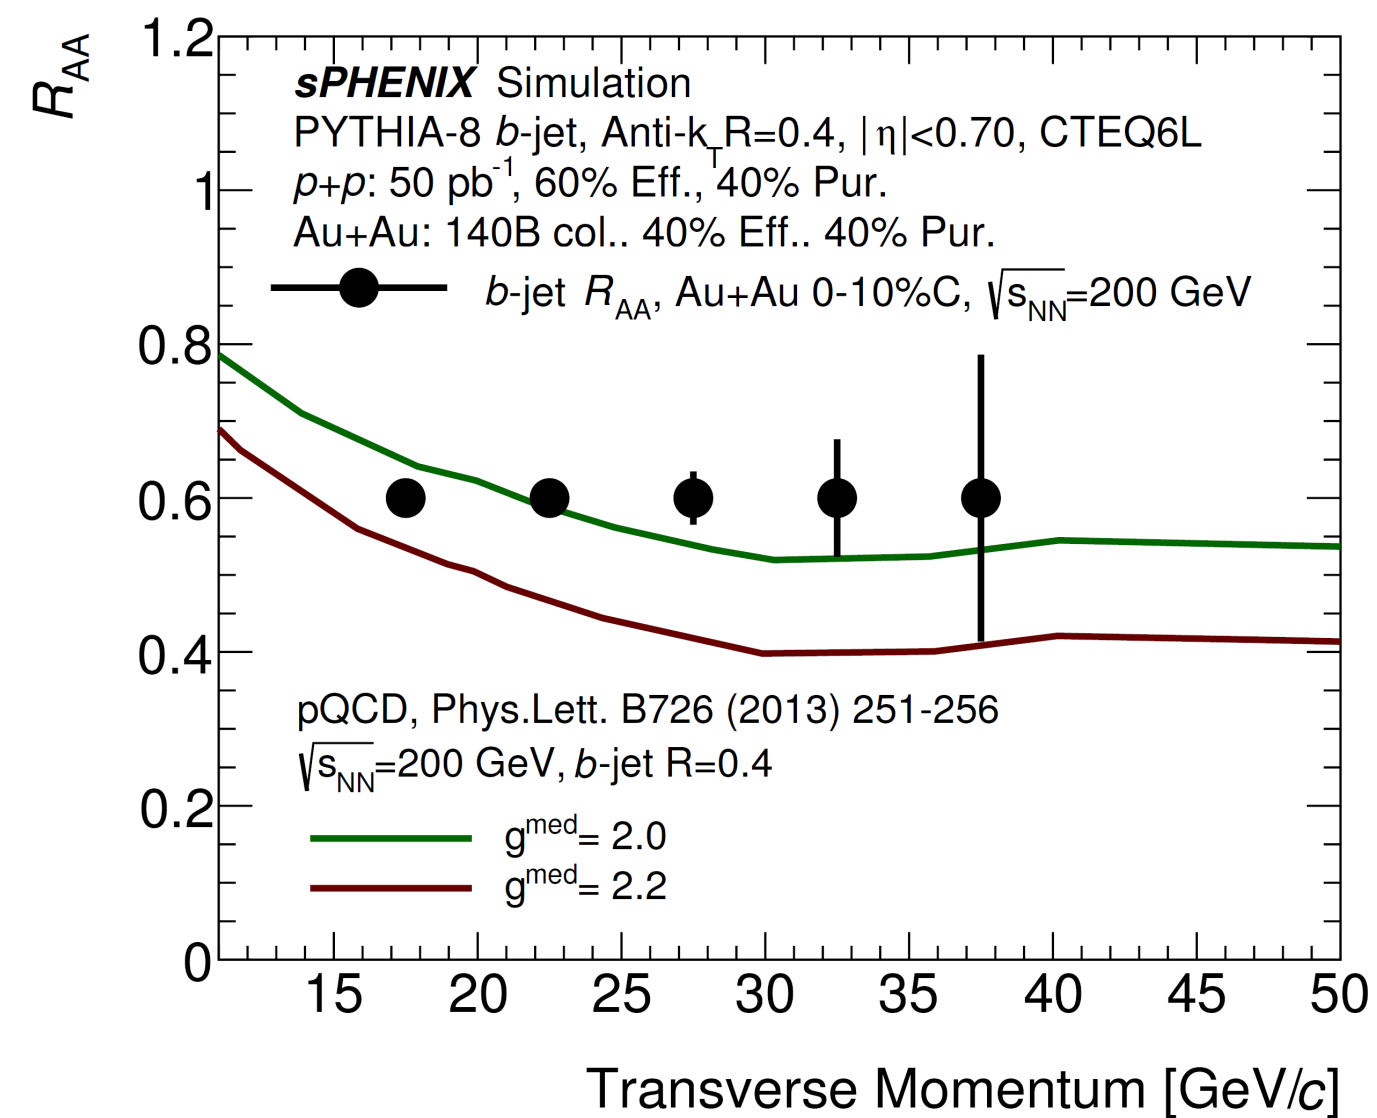 1.2
R_AA
sPHENIX Simulation
PYTHIA-8 b-jet, Anti-k_T R=0.4, |η|<0.70, CTEQ6L
p+p: 50 pb^-1, 60% Eff., 40% Pur.
1
Au+Au: 140B col.. 40% Eff.. 40% Pur.
b-jet R_AA, Au+Au 0-10%C, √s_NN=200 GeV
0.8
0.6
0.4
pQCD, Phys.Lett. B726 (2013) 251-256
√s_NN=200 GeV, b-jet R=0.4
0.2
g^med= 2.0
g^med= 2.2
0
15 20 25 30 35 40 45 50
Transverse Momentum [GeV/c]